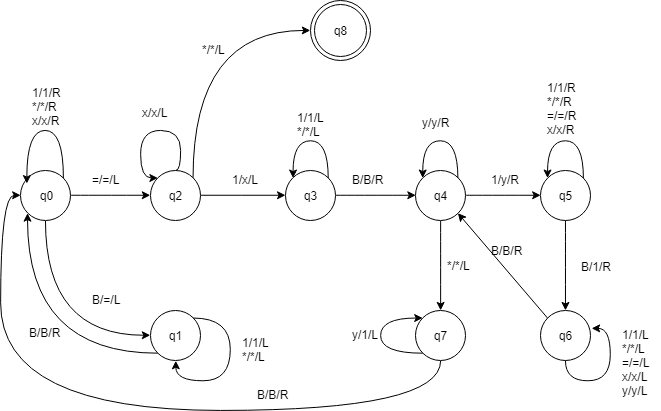 q8
*/*/L
1/1/R
*/*/R
x/x/R
x/x/L
1/1/L
*/*/L
y/y/R
1/1/R
*/*/R
=/=/R
x/x/R
q0
=/=/L
q2
1/x/L
q3
B/B/R
q4
1/y/R
q5
*/*/L
B/B/R
B/1/R
B/=/L
B/B/R
q1
1/1/L
*/*/L
y/1/L
q7
q6
1/1/L
*/*/L
=/=/L
x/x/L
y/y/L
B/B/R